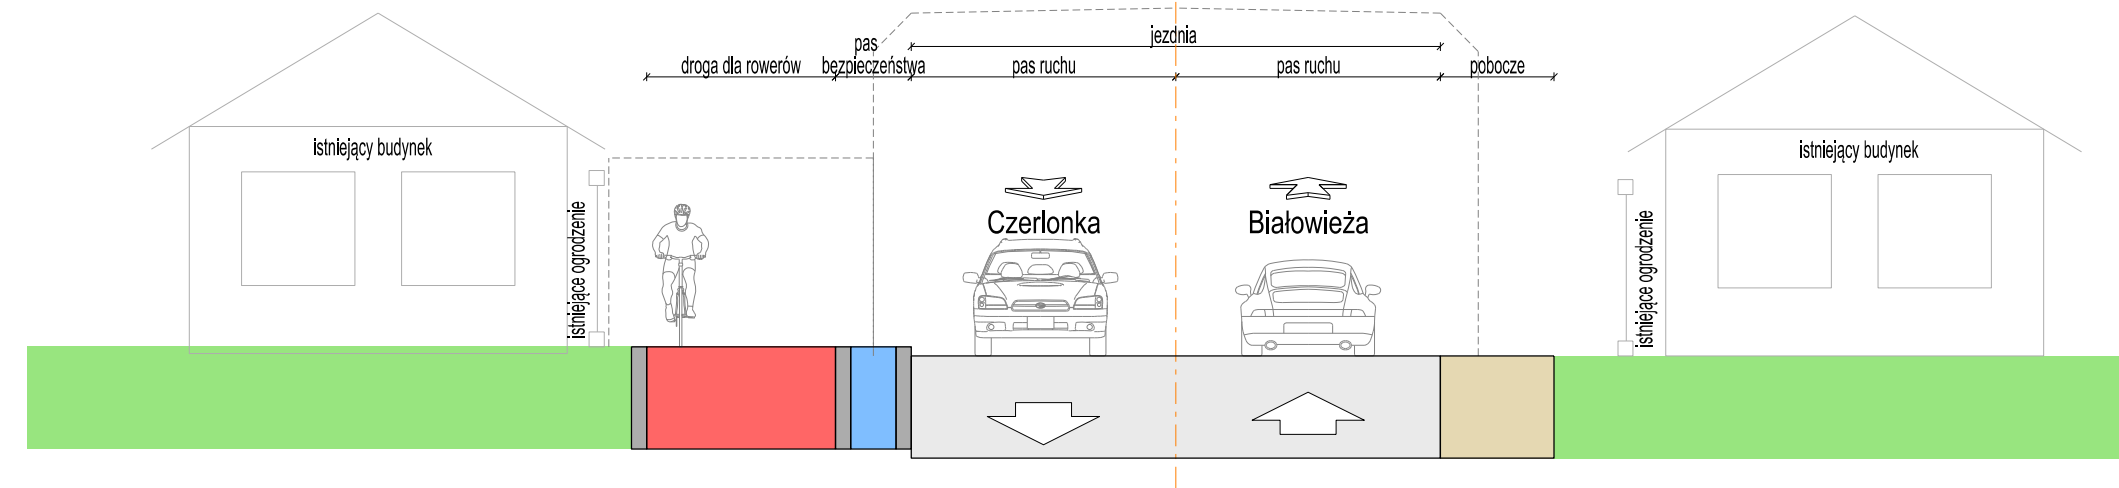 jezdnia
pas
droga dla rowerów
bezpieczeństwa
pas ruchu
pas ruchu
pobocze
istniejący budynek
istniejący budynek
istniejące ogrodzenie
istniejące ogrodzenie
Czerlonka
Białowieża